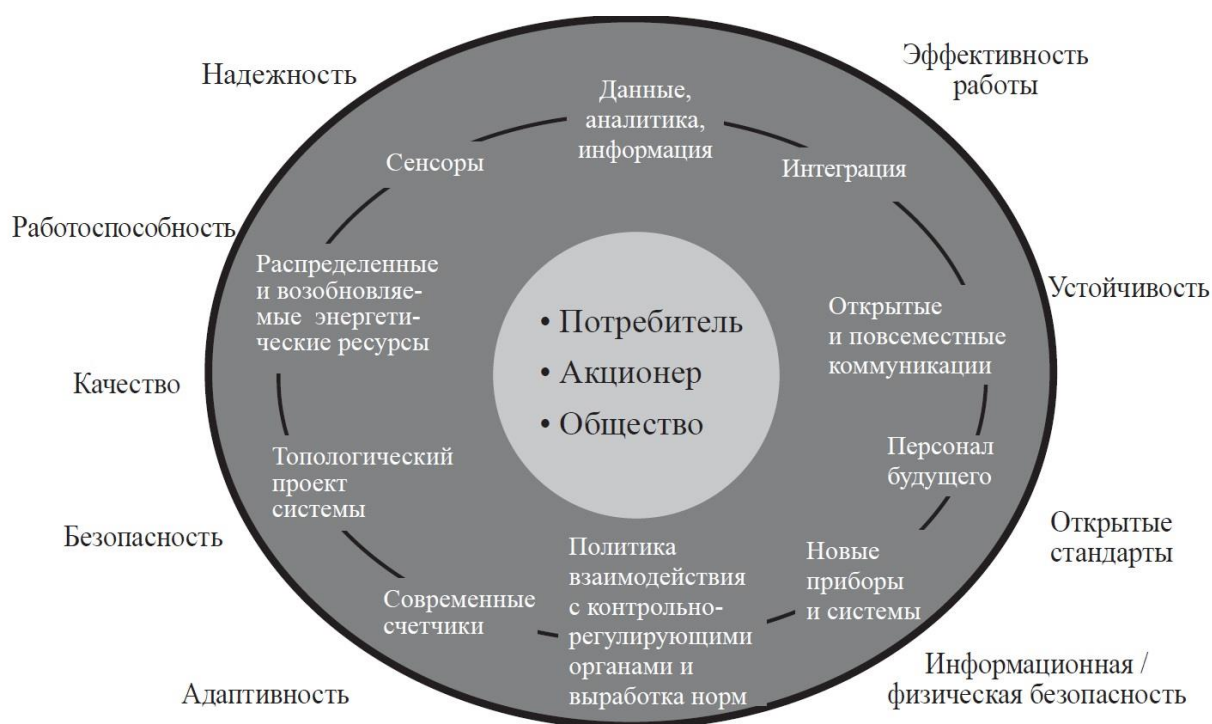 Надежность
Эффективность
работы
Данные,
аналитика,
информация
Сенсоры
Интеграция
Работоспособность
Распределенные
и возобновляе-
мые энергети-
ческие ресурсы
Устойчивость
Открытые
и повсеместные
коммуникации
• Потребитель
• Акционер
• Общество
Качество
Топологический
проект
системы
Персонал
будущего
Безопасность
Открытые
стандарты
Политика
взаимодействия
с контрольно-
регулирующими
органами и
выработка норм
Новые
приборы
и системы
Современные
счетчики
Адаптивность
Информационная /
физическая безопасность